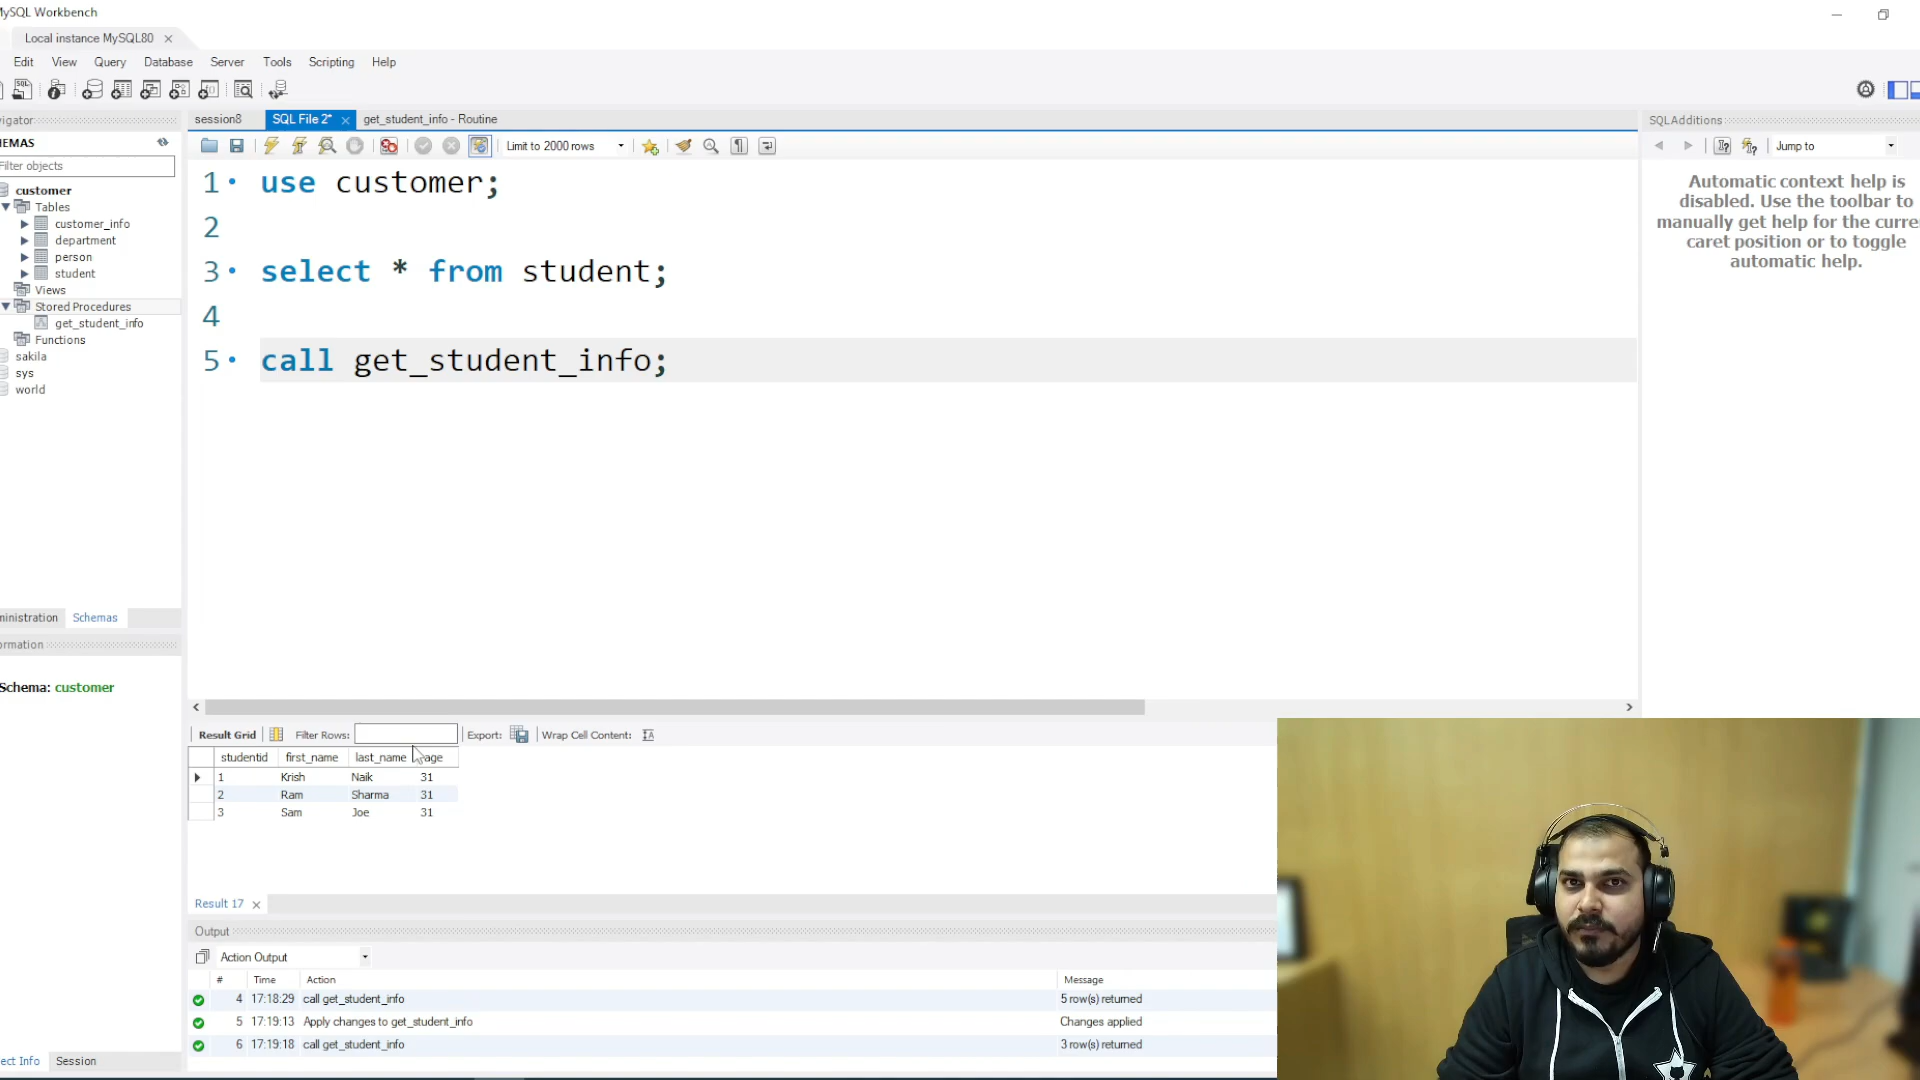 MySQL Workbench
Local instance MySQL80
Edit View Query Database Server Tools Scripting Help
session8 SQL File 2* get_student_info - Routine
SQLAdditions
SCHEMAS
Filter objects
Limit to 2000 rows
Jump to
customer
Tables
customer_info
department
person
student
Views
Stored Procedures
get_student_info
Functions
sakila
sys
world
1 use customer;
2
3 select * from student;
4
5 call get_student_info;
Automatic context help is
disabled. Use the toolbar to
manually get help for the curre
caret position or to toggle
automatic help.
ministration Schemas
ormation
Schema: customer
Result Grid Filter Rows: Export: Wrap Cell Content:
studentid first_name last_name age
1 Krish Naik 31
2 Ram Sharma 31
3 Sam Joe 31
Result 17
Output
Action Output
# Time Action Message
4 17:18:29 call get_student_info 5 row(s) returned
5 17:19:13 Apply changes to get_student_info Changes applied
6 17:19:18 call get_student_info 3 row(s) returned
ect Info Session